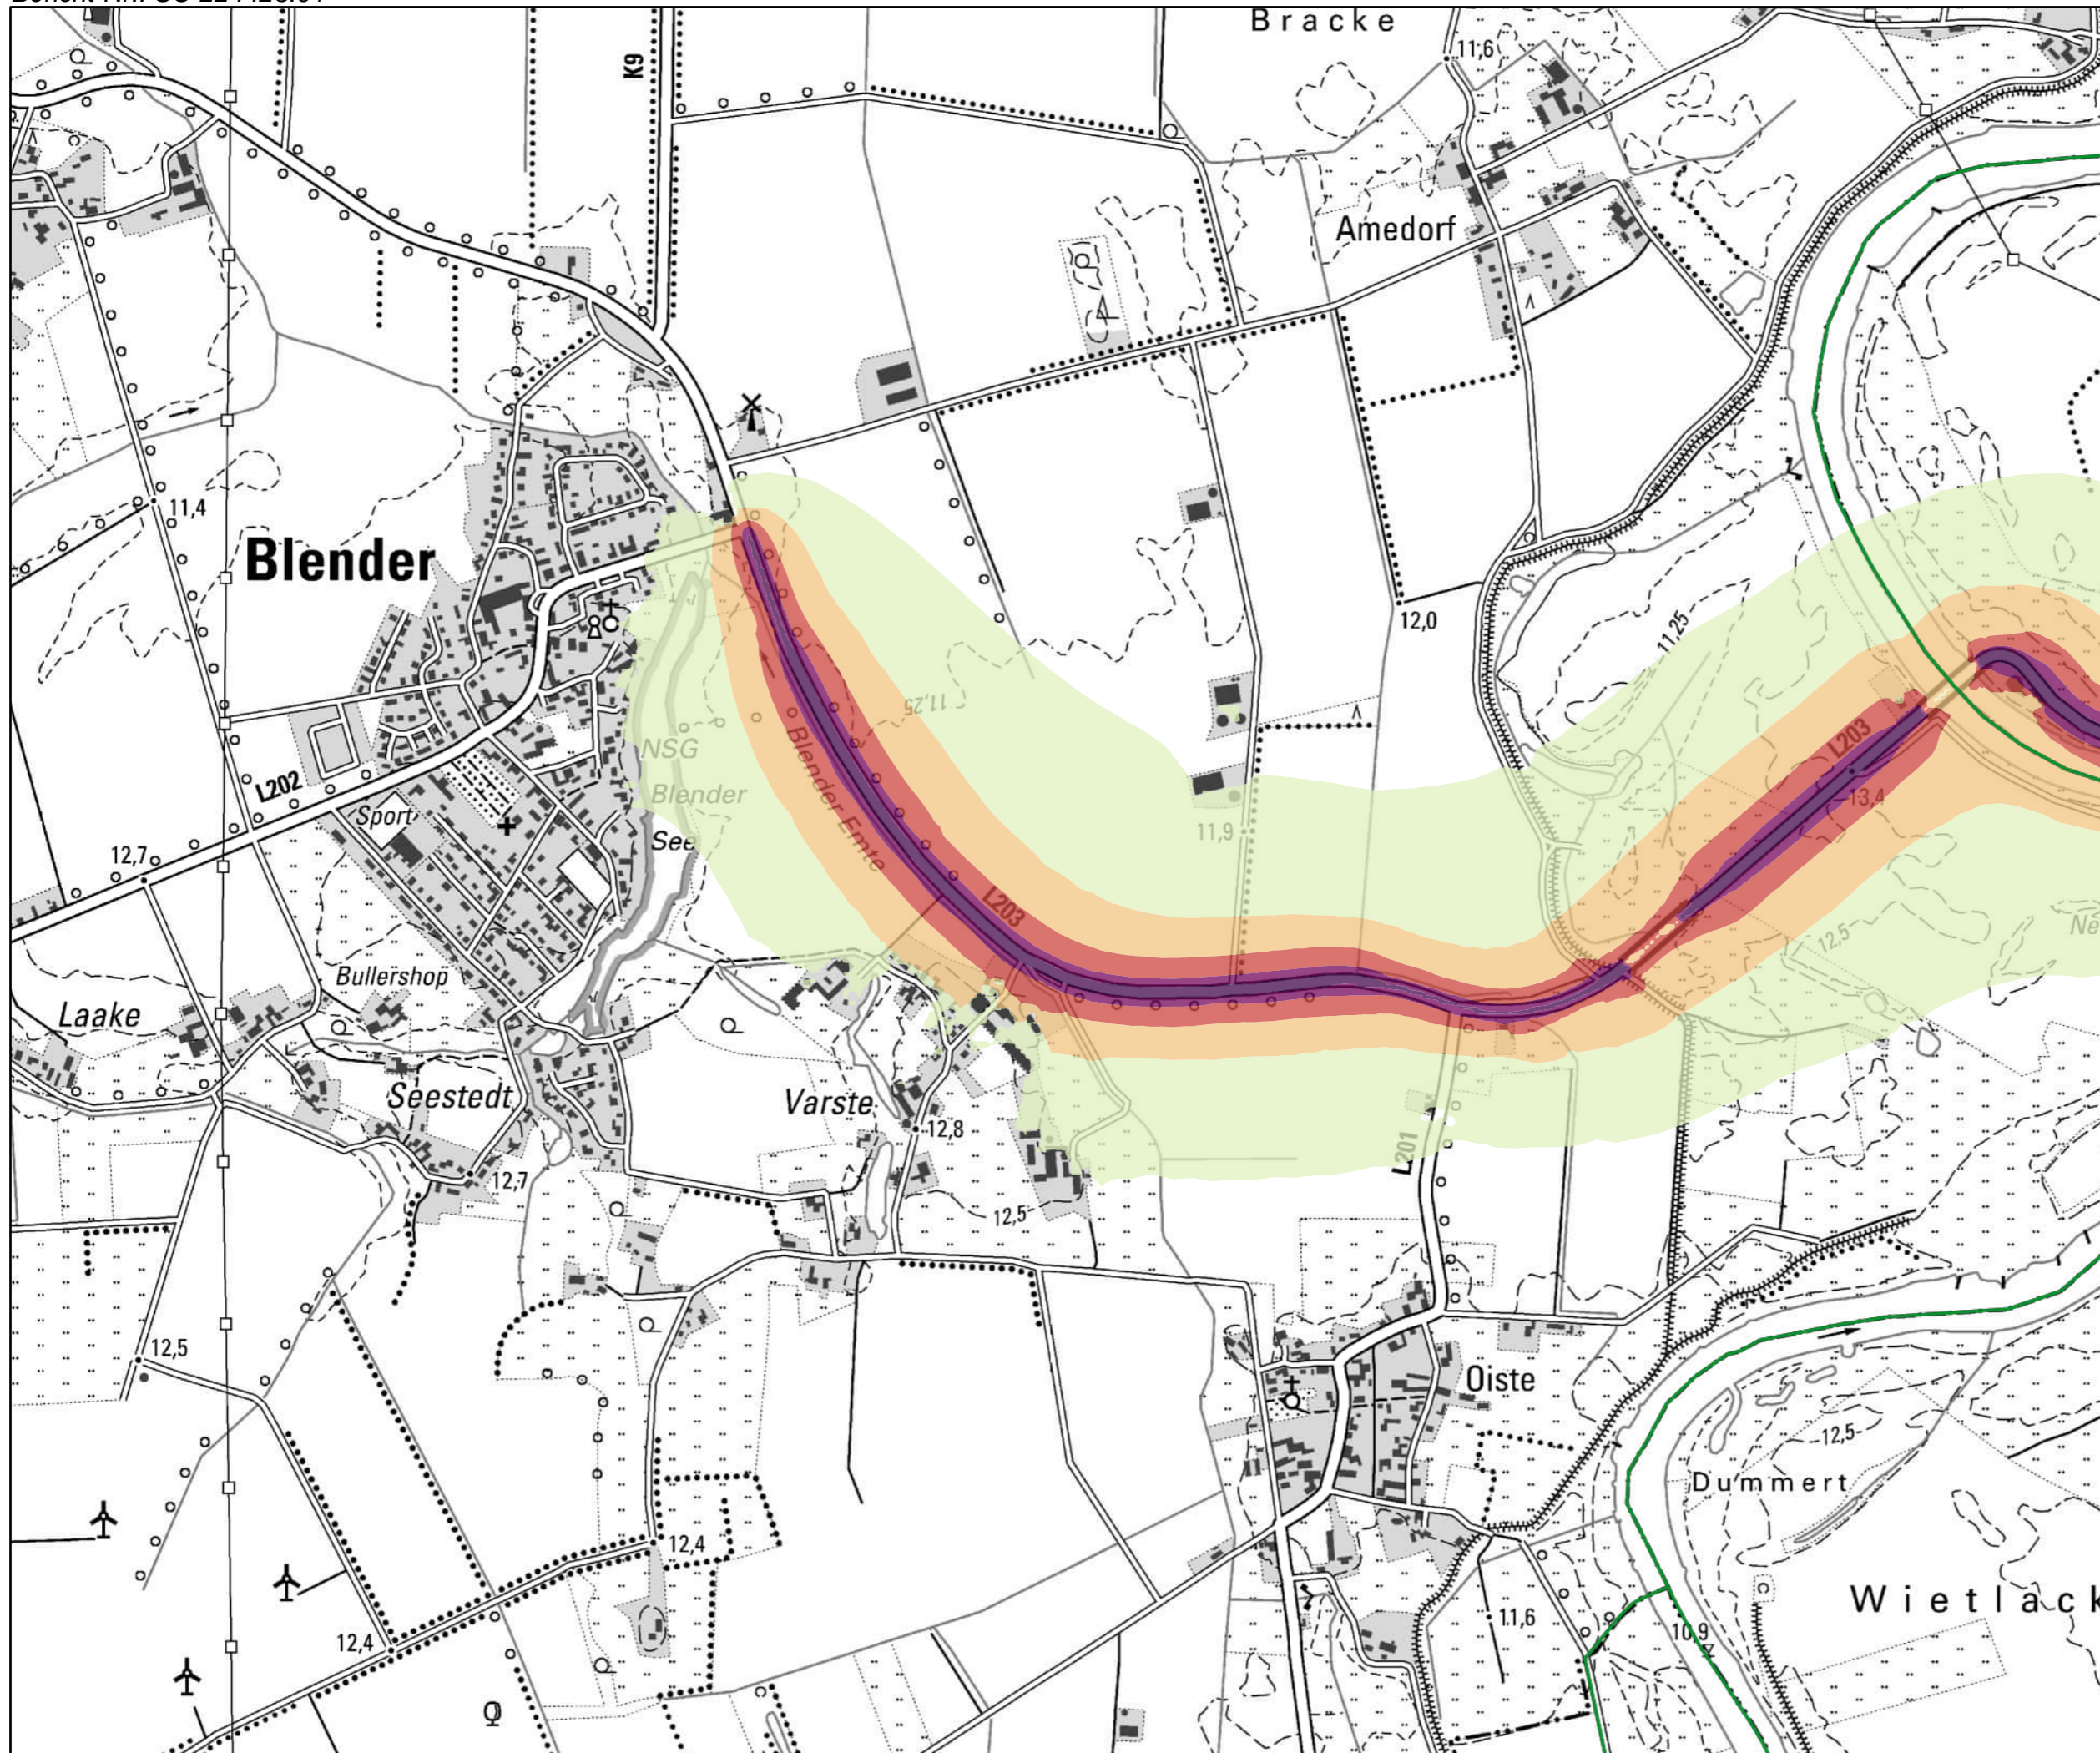 Bracke
11,6
K9
Amedorf
11,4
Blender
12,0
11,25
11,25
NSG
Blender
See
Blender Emte
L203
13,4
L202
Sport
11,9
12,7
L203
12,5
Bullershop
Laake
Seestedt
Varste
12,8
L201
12,7
12,5
12,5
Oiste
12,5
Dummert
12,4
11,6
10,9
12,4